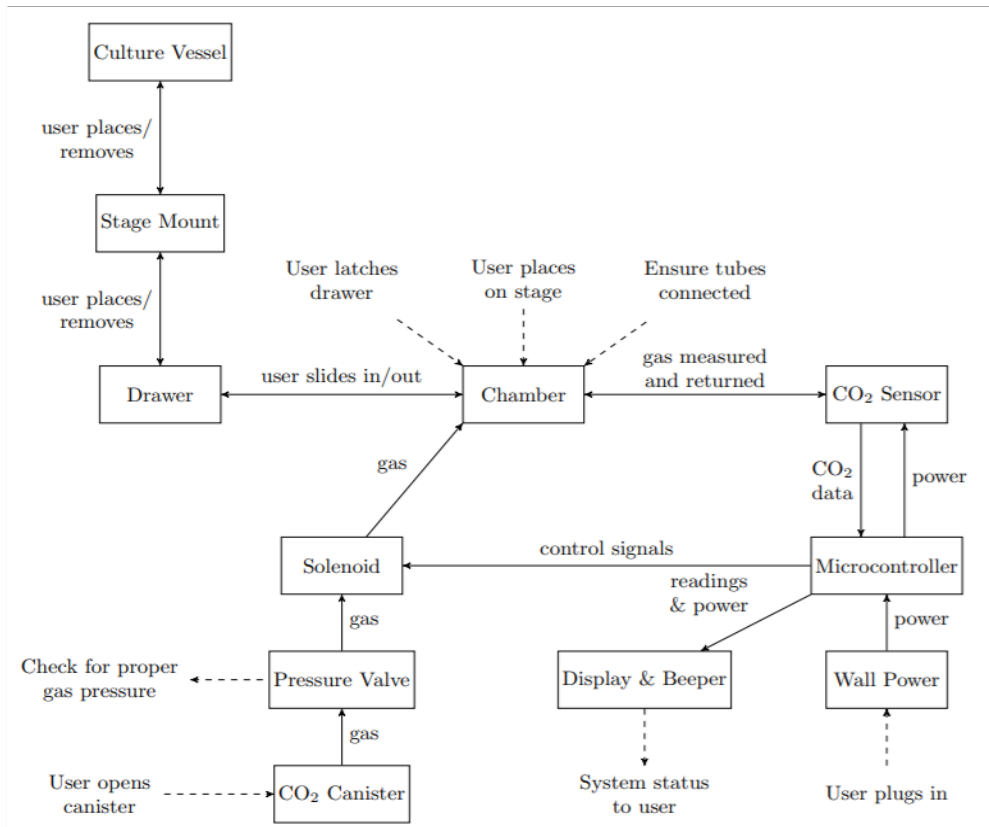 Culture Vessel
user places/
removes
Stage Mount
user places/
removes
User latches
drawer
User places
on stage
Ensure tubes
connected
Drawer
user slides in/out
Chamber
gas measured
and returned
CO₂ Sensor
gas
CO₂
data
power
Solenoid
control signals
Microcontroller
readings
& power
gas
power
Check for proper
gas pressure
Pressure Valve
Display & Beeper
Wall Power
gas
User opens
canister
CO₂ Canister
System status
to user
User plugs in